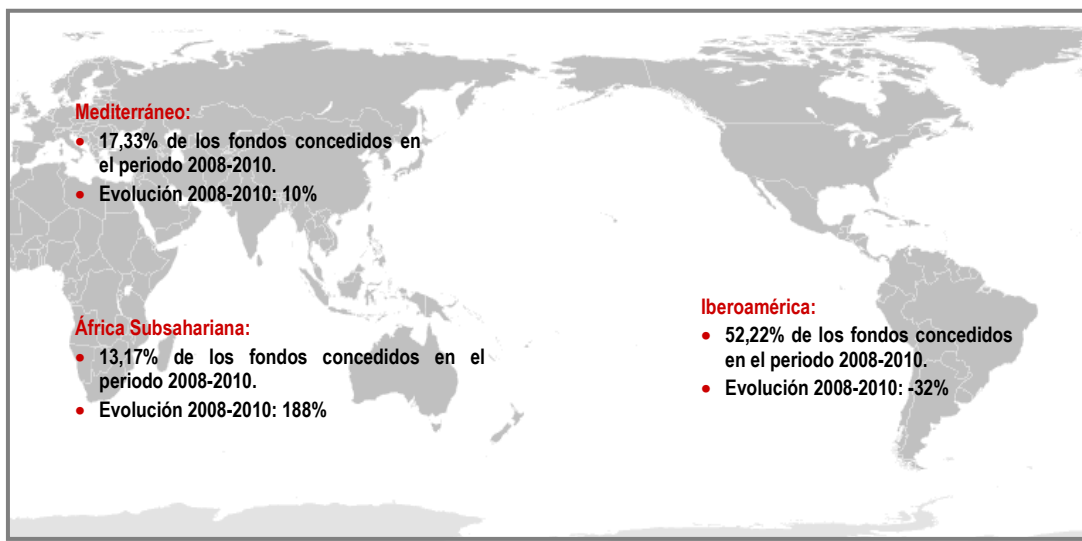 Mediterráneo:
• 17,33% de los fondos concedidos en
el periodo 2008-2010.
• Evolución 2008-2010: 10%
África Subsahariana:
• 13,17% de los fondos concedidos en el
periodo 2008-2010.
• Evolución 2008-2010: 188%
Iberoamérica:
• 52,22% de los fondos concedidos
en el periodo 2008-2010.
• Evolución 2008-2010: -32%